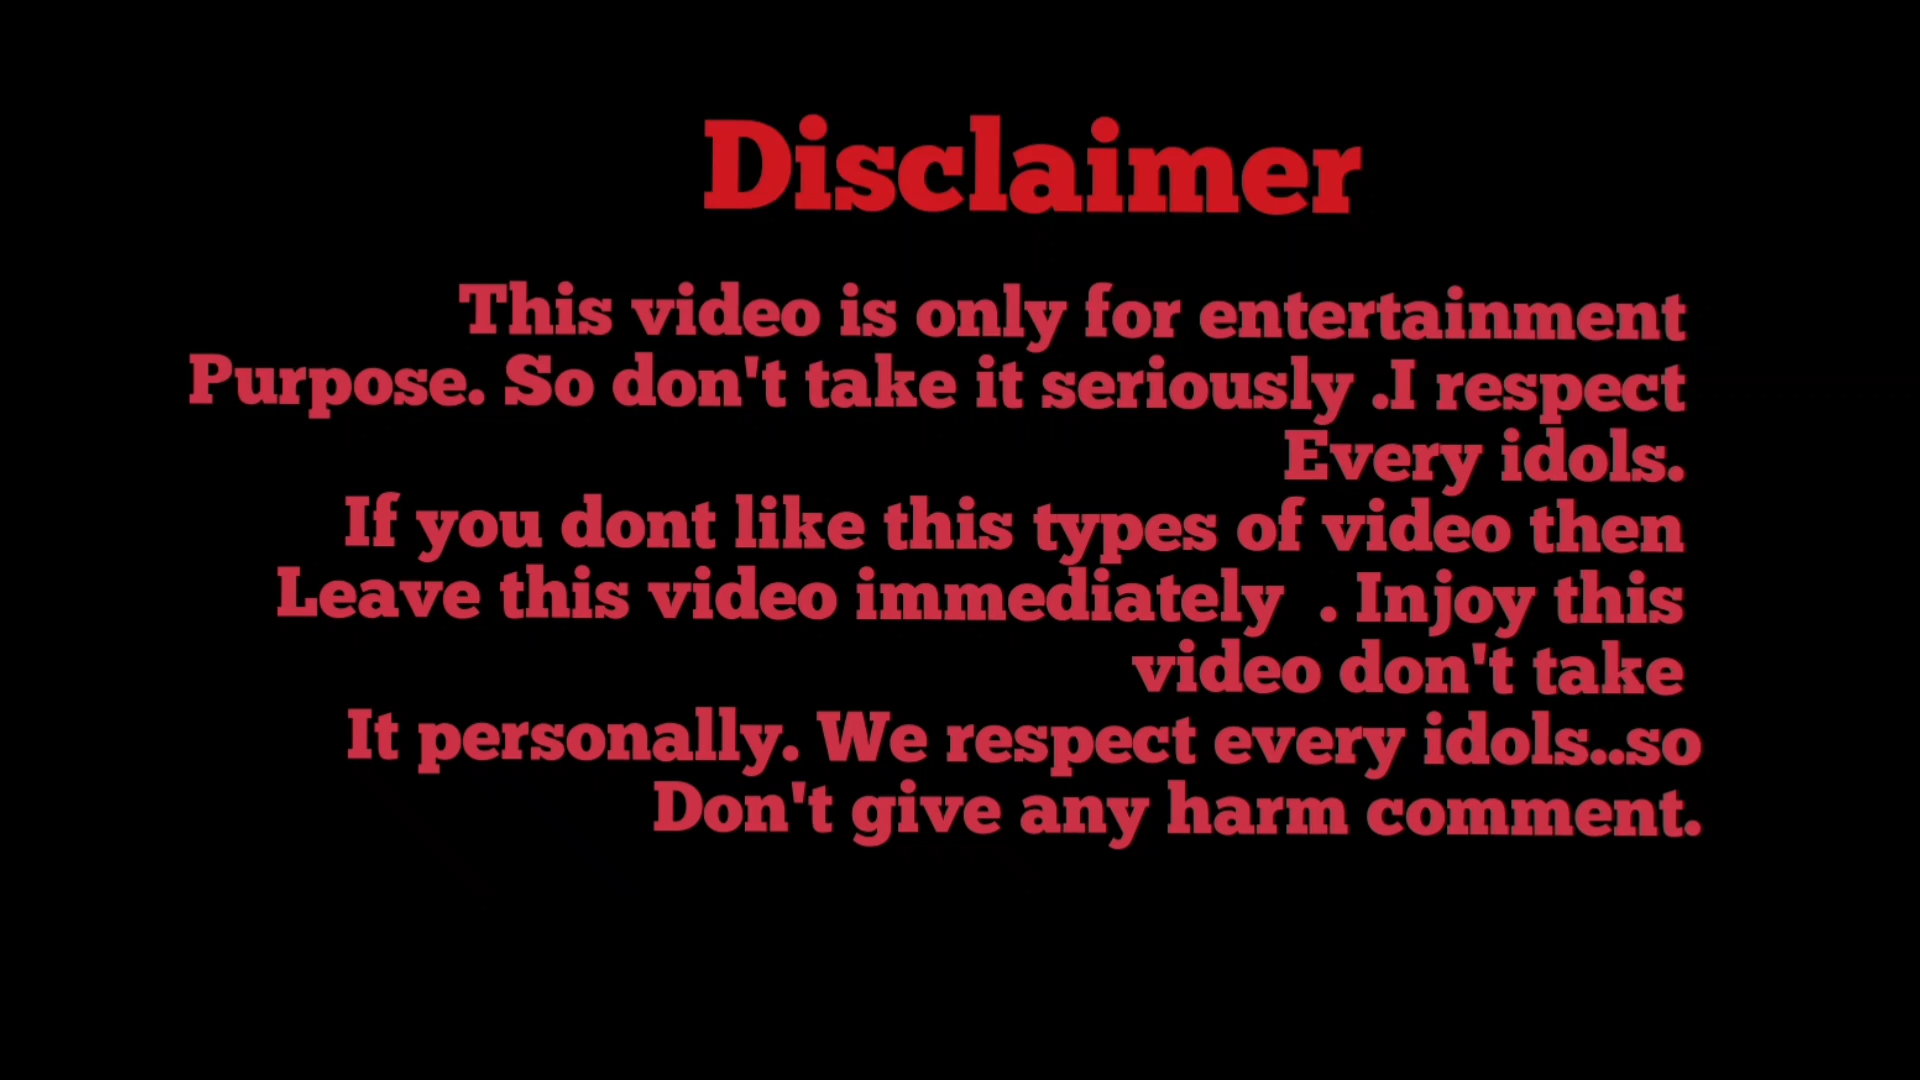 Disclaimer
This video is only for entertainment
Purpose. So don't take it seriously .I respect
Every idols.
If you dont like this types of video then
Leave this video immediately  . Injoy this
video don't take
It personally. We respect every idols..so
Don't give any harm comment.